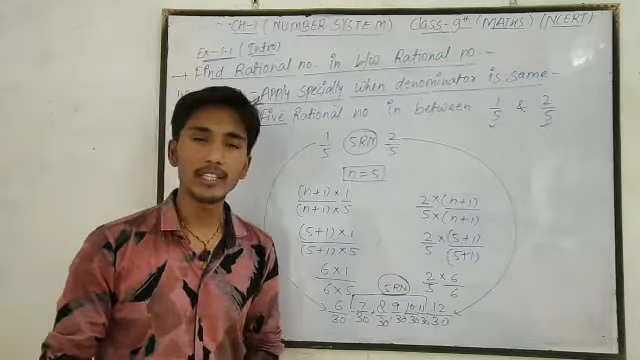 CH-1 (NUMBER SYSTEM) Class-9th (MATHS) (NCERT)
Ex-1.1 (Intro)
→ Find Rational no. in b/w Rational no. -
Apply specially when denominator is same-
Five Rational no in between 1/5 & 2/5
1/5 5RN 2/5
n=5
(n+1)×1/(n+1)×5 2×(n+1)/5×(n+1)
(5+1)×1/(5+1)×5 2/5×(5+1)/(5+1)
6×1/6×5 2/5×6/6
5RN
6/30 7/30 8/30 9/30 10/30 11/30 12/30